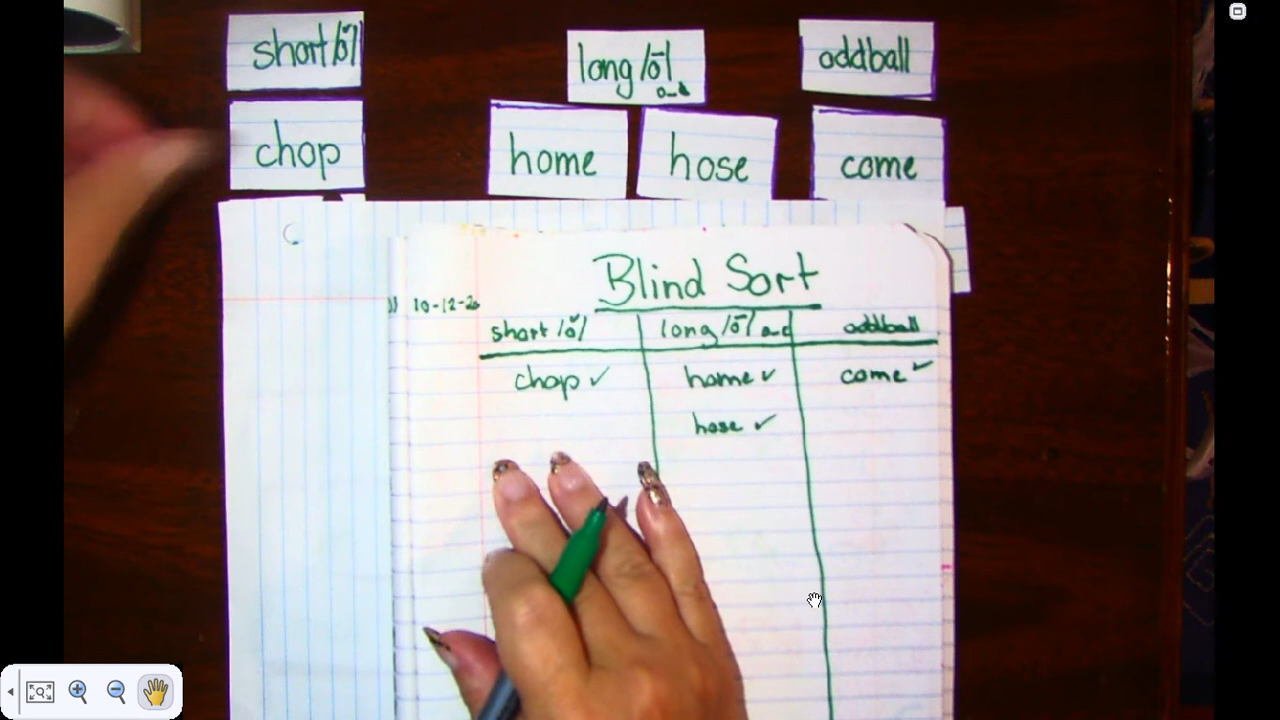 short /ŏ/
long /ō/
oddball
chop
home
hose
come
Blind Sort
10-12-20
short /ŏ/
long /ō/
oddball
chop ✓
home ✓
come ✓
hose ✓